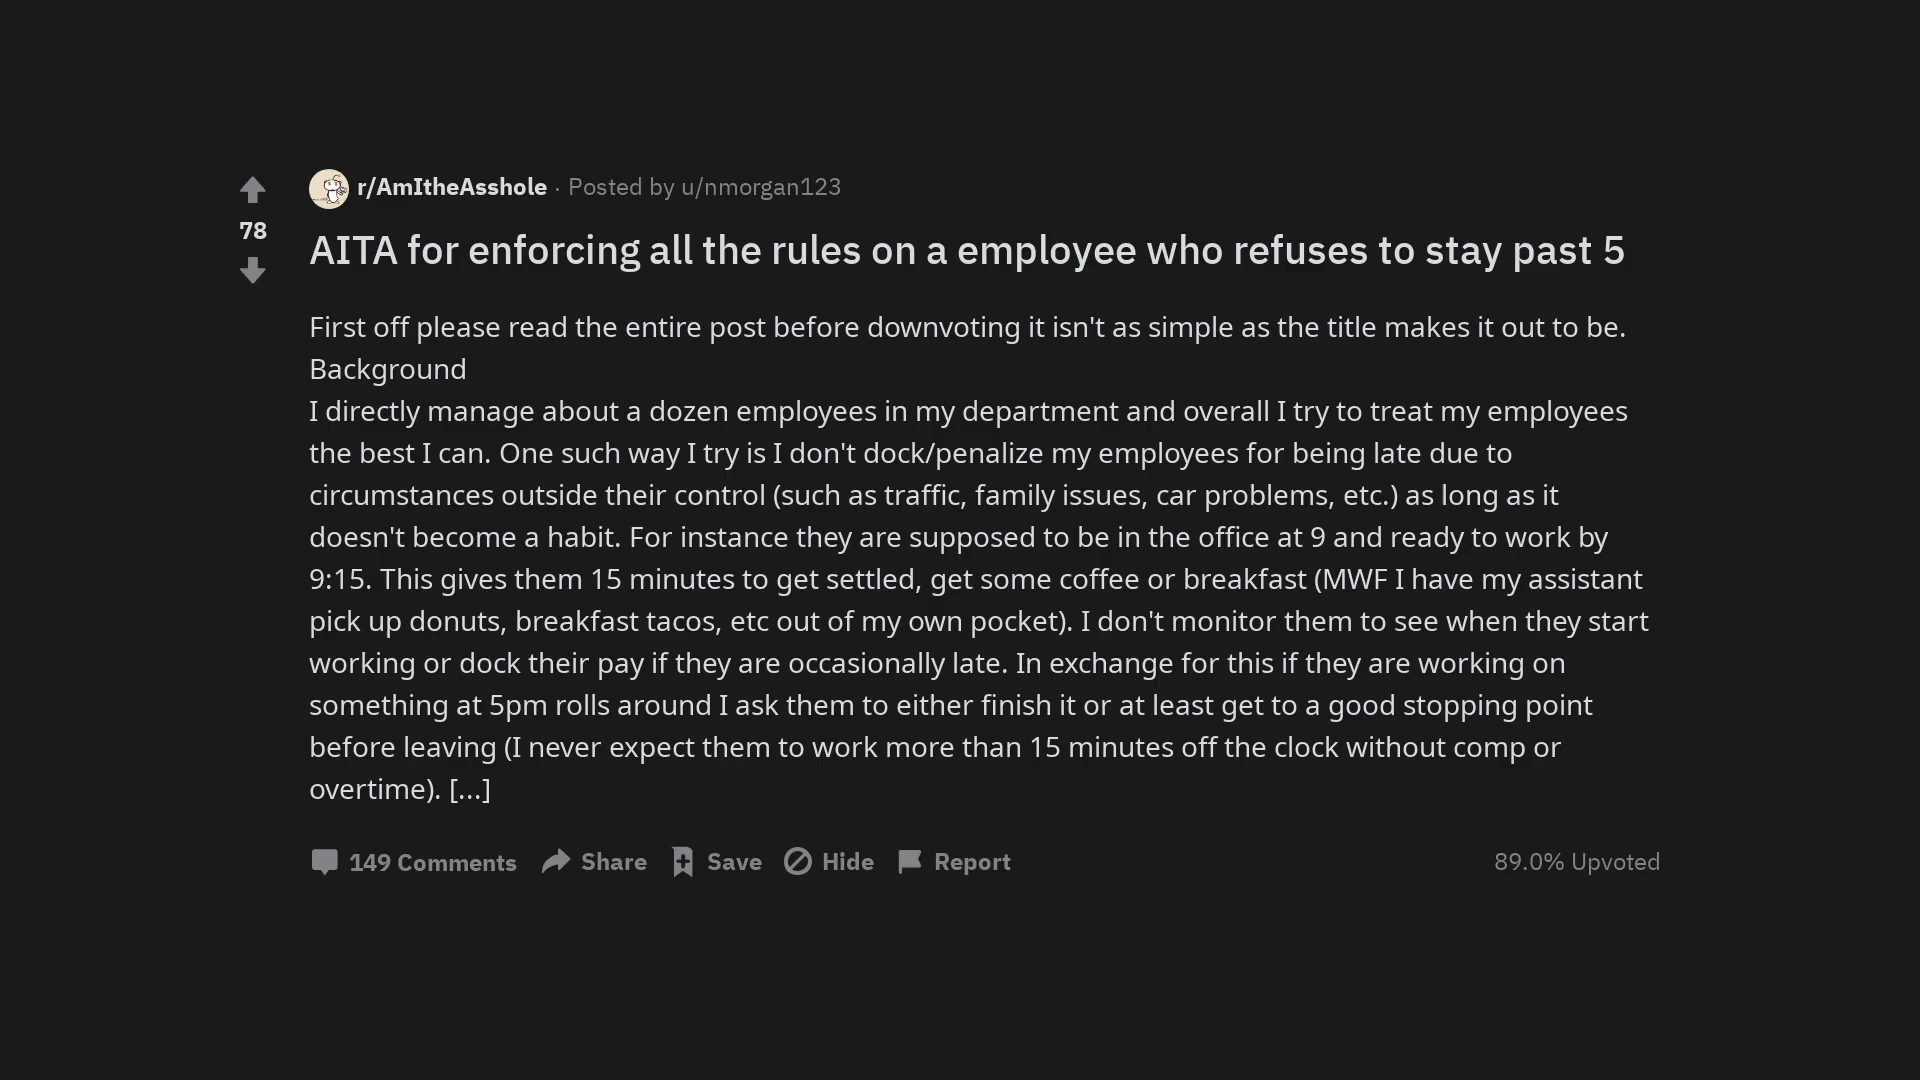 r/AmItheAsshole · Posted by u/nmorgan123
78
AITA for enforcing all the rules on a employee who refuses to stay past 5
First off please read the entire post before downvoting it isn't as simple as the title makes it out to be.
Background
I directly manage about a dozen employees in my department and overall I try to treat my employees
the best I can. One such way I try is I don't dock/penalize my employees for being late due to
circumstances outside their control (such as traffic, family issues, car problems, etc.) as long as it
doesn't become a habit. For instance they are supposed to be in the office at 9 and ready to work by
9:15. This gives them 15 minutes to get settled, get some coffee or breakfast (MWF I have my assistant
pick up donuts, breakfast tacos, etc out of my own pocket). I don't monitor them to see when they start
working or dock their pay if they are occasionally late. In exchange for this if they are working on
something at 5pm rolls around I ask them to either finish it or at least get to a good stopping point
before leaving (I never expect them to work more than 15 minutes off the clock without comp or
overtime). [...]
149 Comments Share Save Hide Report 89.0% Upvoted